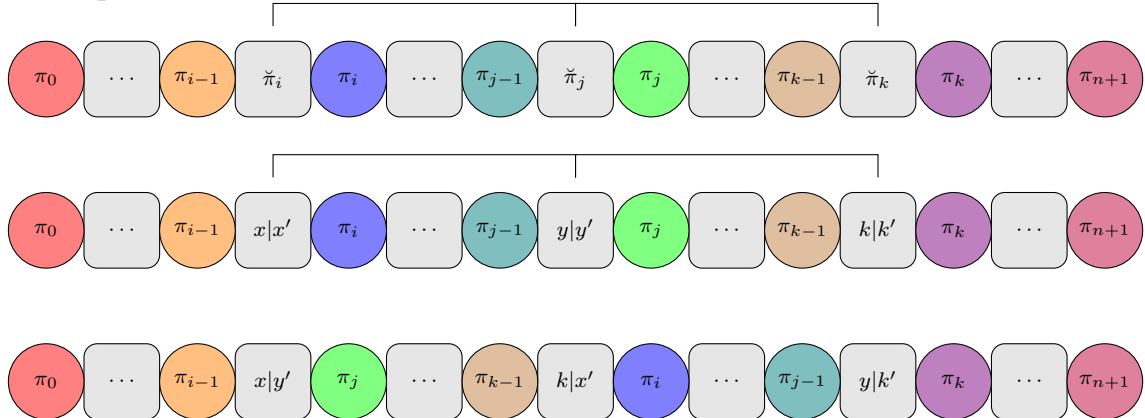 π₀ ⋯ πᵢ₋₁ π̆ᵢ πᵢ ⋯ πⱼ₋₁ π̆ⱼ πⱼ ⋯ πₖ₋₁ π̆ₖ πₖ ⋯ πₙ₊₁
π₀ ⋯ πᵢ₋₁ x|x′ πᵢ ⋯ πⱼ₋₁ y|y′ πⱼ ⋯ πₖ₋₁ k|k′ πₖ ⋯ πₙ₊₁
π₀ ⋯ πᵢ₋₁ x|y′ πⱼ ⋯ πₖ₋₁ k|x′ πᵢ ⋯ πⱼ₋₁ y|k′ πₖ ⋯ πₙ₊₁